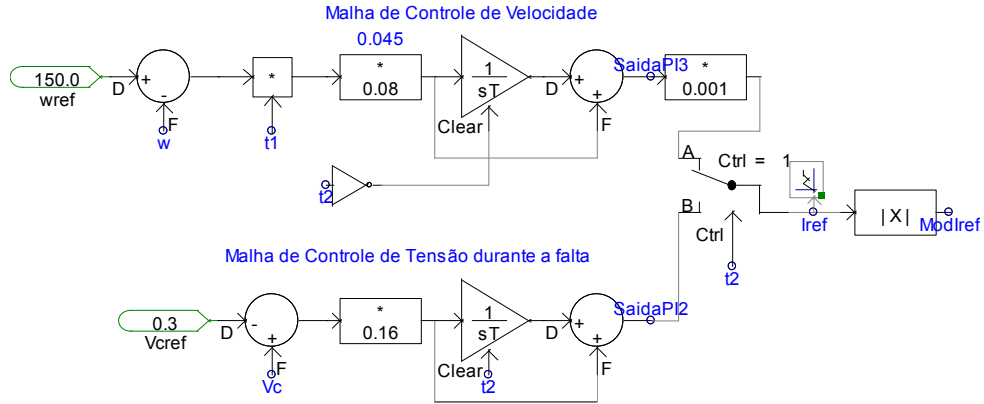 Malha de Controle de Velocidade
0.045
150.0
wref
D
+
-
F
w
*
t1
*
0.08
1
sT
Clear
D
+
+
F
SaidaPI3
*
0.001
t2
A
Ctrl = 1
B
Ctrl
t2
Iref
|X|
ModIref
Malha de Controle de Tensão durante a falta
0.3
Vcref
D
-
+
F
Vc
*
0.16
1
sT
Clear
t2
D
+
+
F
SaidaPI2